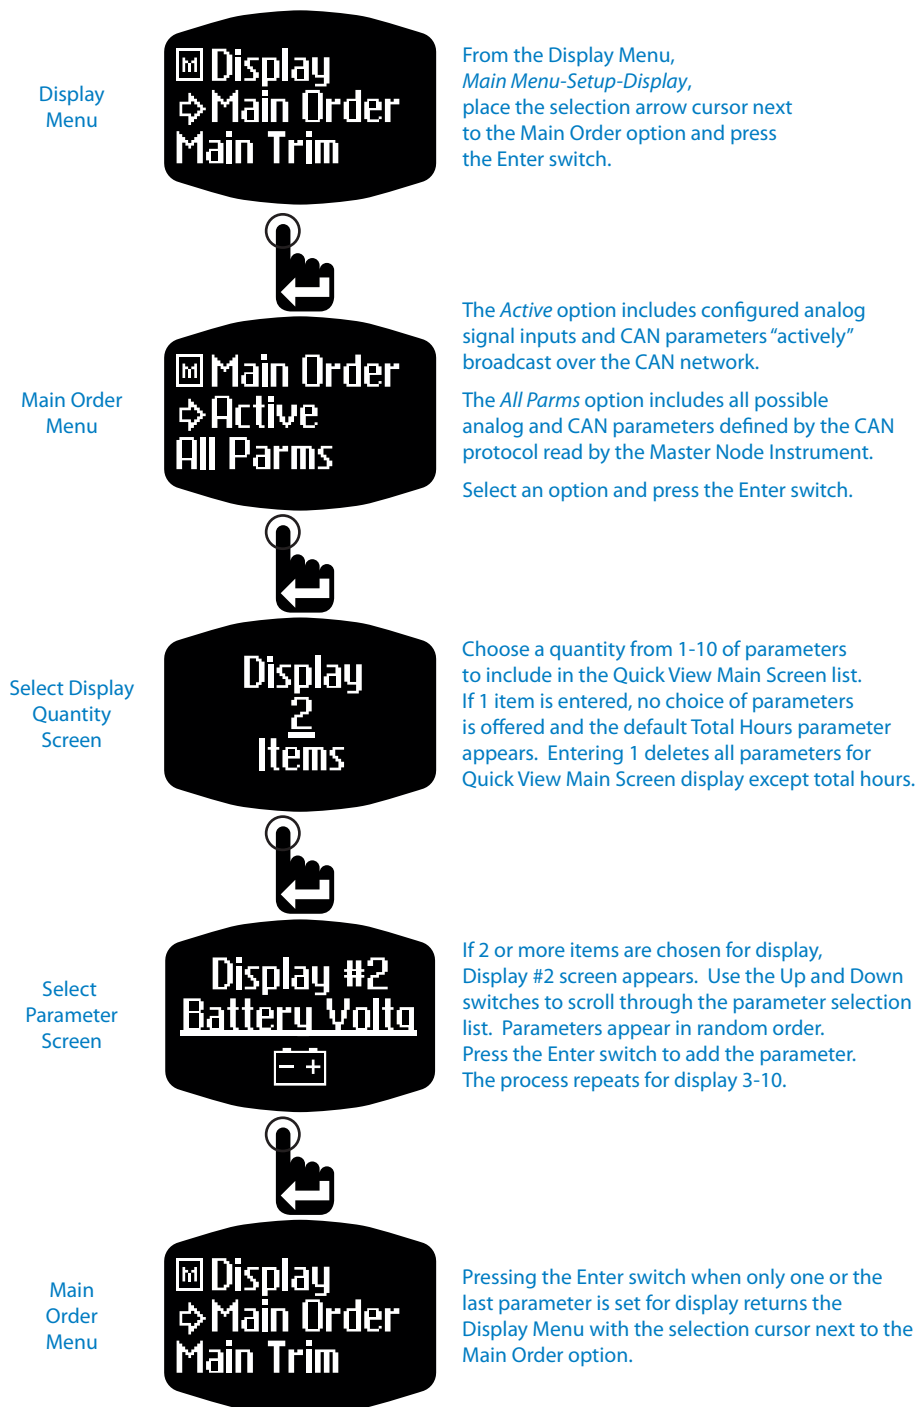 Display
Menu
M Display
Main Order
Main Trim
From the Display Menu,
Main Menu-Setup-Display,
place the selection arrow cursor next
to the Main Order option and press
the Enter switch.
Main Order
Menu
M Main Order
Active
All Parms
The Active option includes configured analog
signal inputs and CAN parameters “actively”
broadcast over the CAN network.
The All Parms option includes all possible
analog and CAN parameters defined by the CAN
protocol read by the Master Node Instrument.
Select an option and press the Enter switch.
Select Display
Quantity
Screen
Display
2
Items
Choose a quantity from 1-10 of parameters
to include in the Quick View Main Screen list.
If 1 item is entered, no choice of parameters
is offered and the default Total Hours parameter
appears. Entering 1 deletes all parameters for
Quick View Main Screen display except total hours.
Select
Parameter
Screen
Display #2
Battery Voltg
- +
If 2 or more items are chosen for display,
Display #2 screen appears. Use the Up and Down
switches to scroll through the parameter selection
list. Parameters appear in random order.
Press the Enter switch to add the parameter.
The process repeats for display 3-10.
Main
Order
Menu
M Display
Main Order
Main Trim
Pressing the Enter switch when only one or the
last parameter is set for display returns the
Display Menu with the selection cursor next to the
Main Order option.